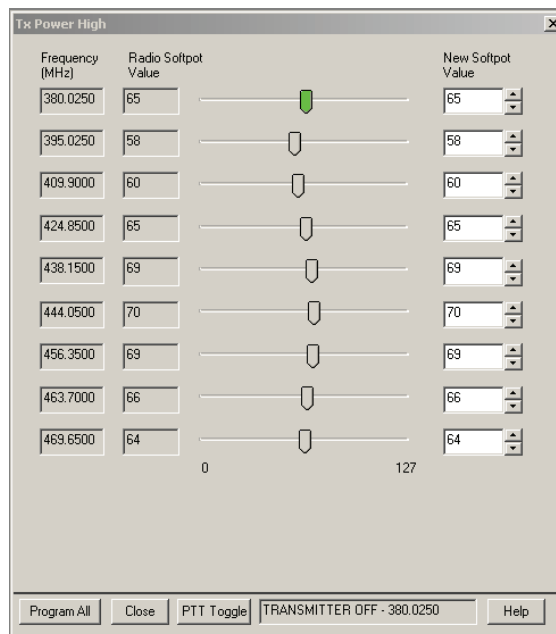 Tx Power High
Frequency (MHz) Radio Softpot Value New Softpot Value
380.0250 65 65
395.0250 58 58
409.9000 60 60
424.8500 65 65
438.1500 69 69
444.0500 70 70
456.3500 69 69
463.7000 66 66
469.6500 64 64
0 127
Program All Close PTT Toggle TRANSMITTER OFF - 380.0250 Help